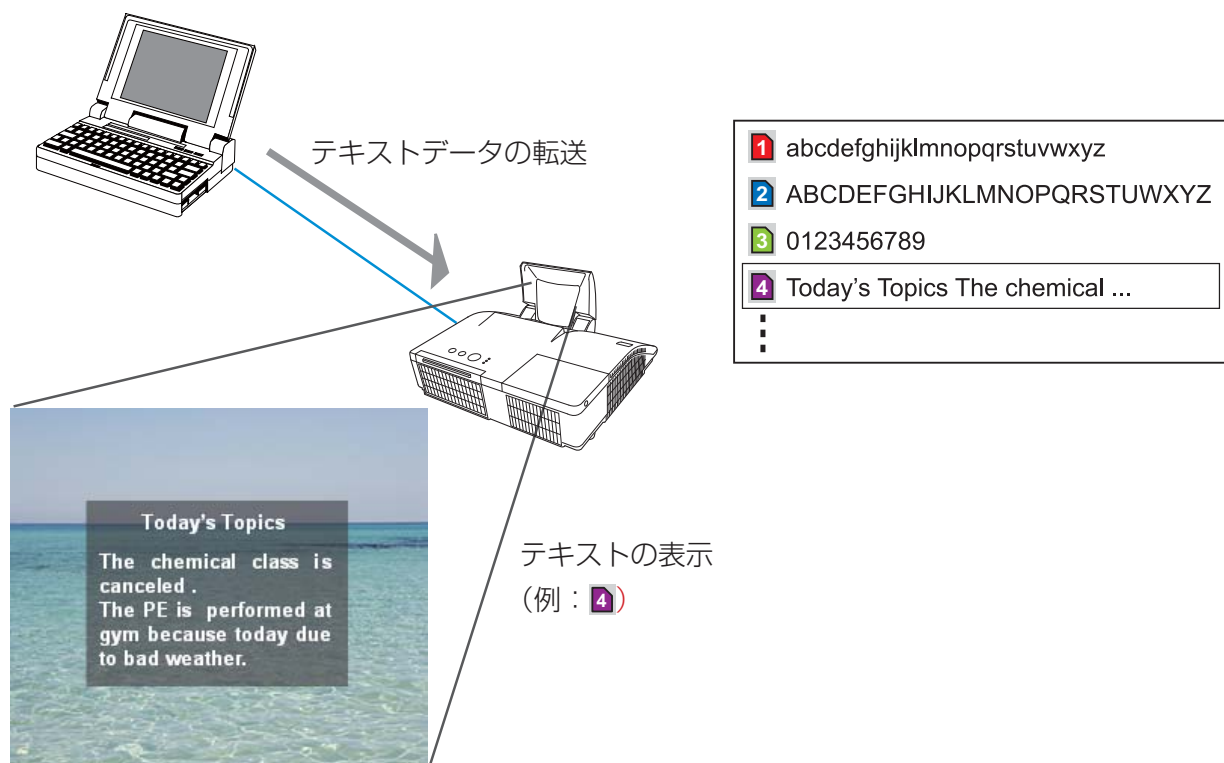 テキストデータの転送
1 abcdefghijklmnopqrstuvwxyz
2 ABCDEFGHIJKLMNOPQRSTUWXYZ
3 0123456789
4 Today’s Topics The chemical ...
Today's Topics
The chemical class is
canceled .
The PE is performed at
gym because today due
to bad weather.
テキストの表示
(例：4)